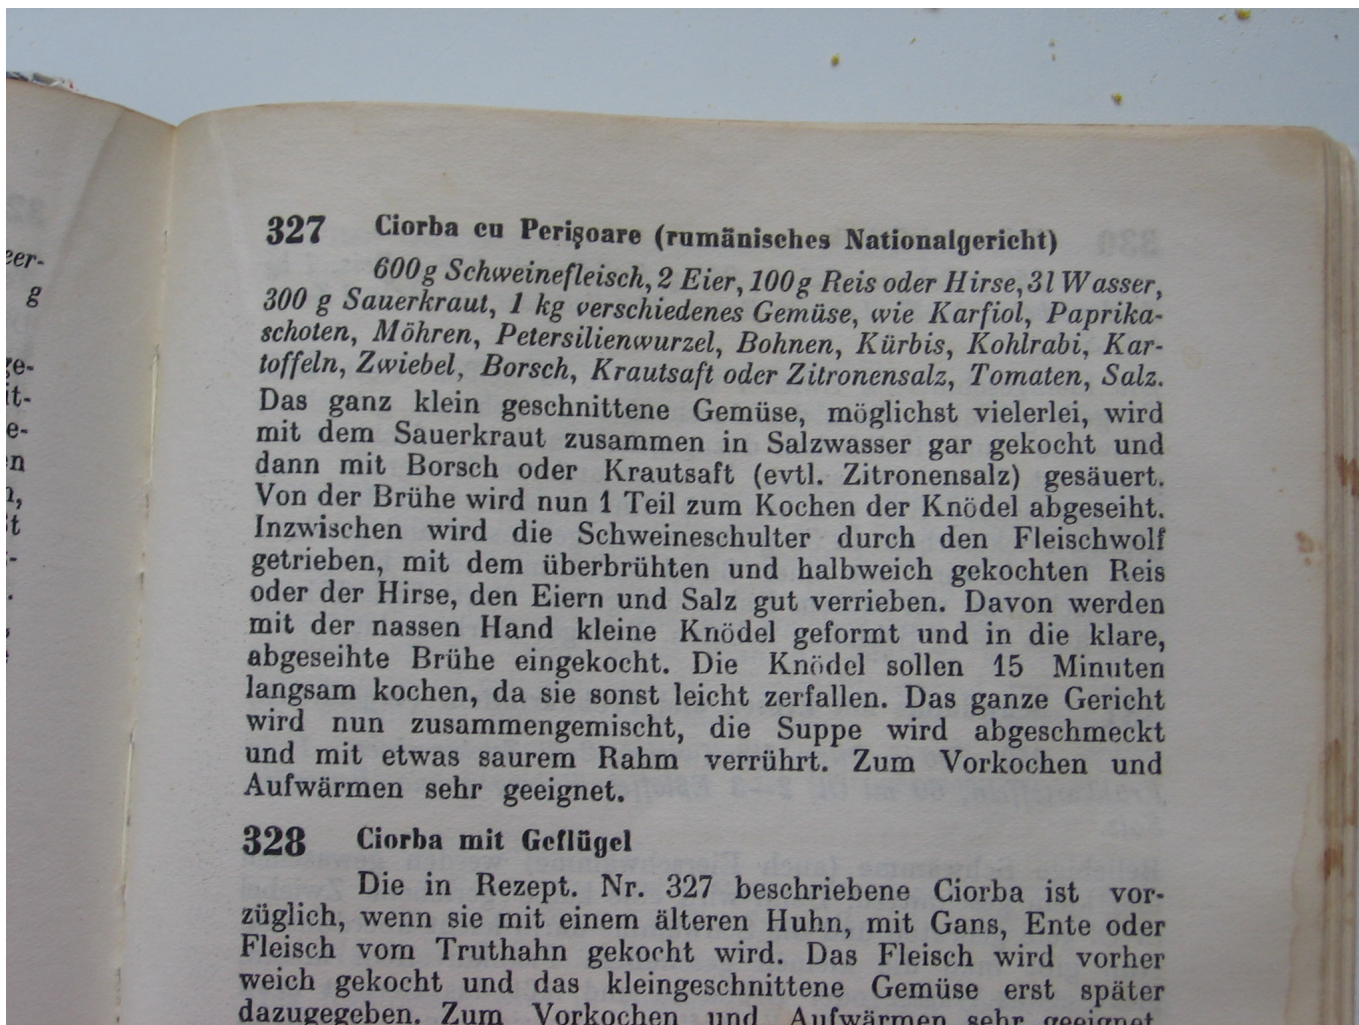 eer-
g
ge-
it-
e-
n
,
t
-
.
327 Ciorba cu Perişoare (rumänisches Nationalgericht)
600 g Schweinefleisch, 2 Eier, 100 g Reis oder Hirse, 3 l Wasser,
300 g Sauerkraut, 1 kg verschiedenes Gemüse, wie Karfiol, Paprika-
schoten, Möhren, Petersilienwurzel, Bohnen, Kürbis, Kohlrabi, Kar-
toffeln, Zwiebel, Borsch, Krautsaft oder Zitronensalz, Tomaten, Salz.
Das ganz klein geschnittene Gemüse, möglichst vielerlei, wird
mit dem Sauerkraut zusammen in Salzwasser gar gekocht und
dann mit Borsch oder Krautsaft (evtl. Zitronensalz) gesäuert.
Von der Brühe wird nun 1 Teil zum Kochen der Knödel abgeseiht.
Inzwischen wird die Schweineschulter durch den Fleischwolf
getrieben, mit dem überbrühten und halbweich gekochten Reis
oder der Hirse, den Eiern und Salz gut verrieben. Davon werden
mit der nassen Hand kleine Knödel geformt und in die klare,
abgeseihte Brühe eingekocht. Die Knödel sollen 15 Minuten
langsam kochen, da sie sonst leicht zerfallen. Das ganze Gericht
wird nun zusammengemischt, die Suppe wird abgeschmeckt
und mit etwas saurem Rahm verrührt. Zum Vorkochen und
Aufwärmen sehr geeignet.
328 Ciorba mit Geflügel
Die in Rezept. Nr. 327 beschriebene Ciorba ist vor-
züglich, wenn sie mit einem älteren Huhn, mit Gans, Ente oder
Fleisch vom Truthahn gekocht wird. Das Fleisch wird vorher
weich gekocht und das kleingeschnittene Gemüse erst später
dazugegeben. Zum Vorkochen und Aufwärmen sehr geeignet.